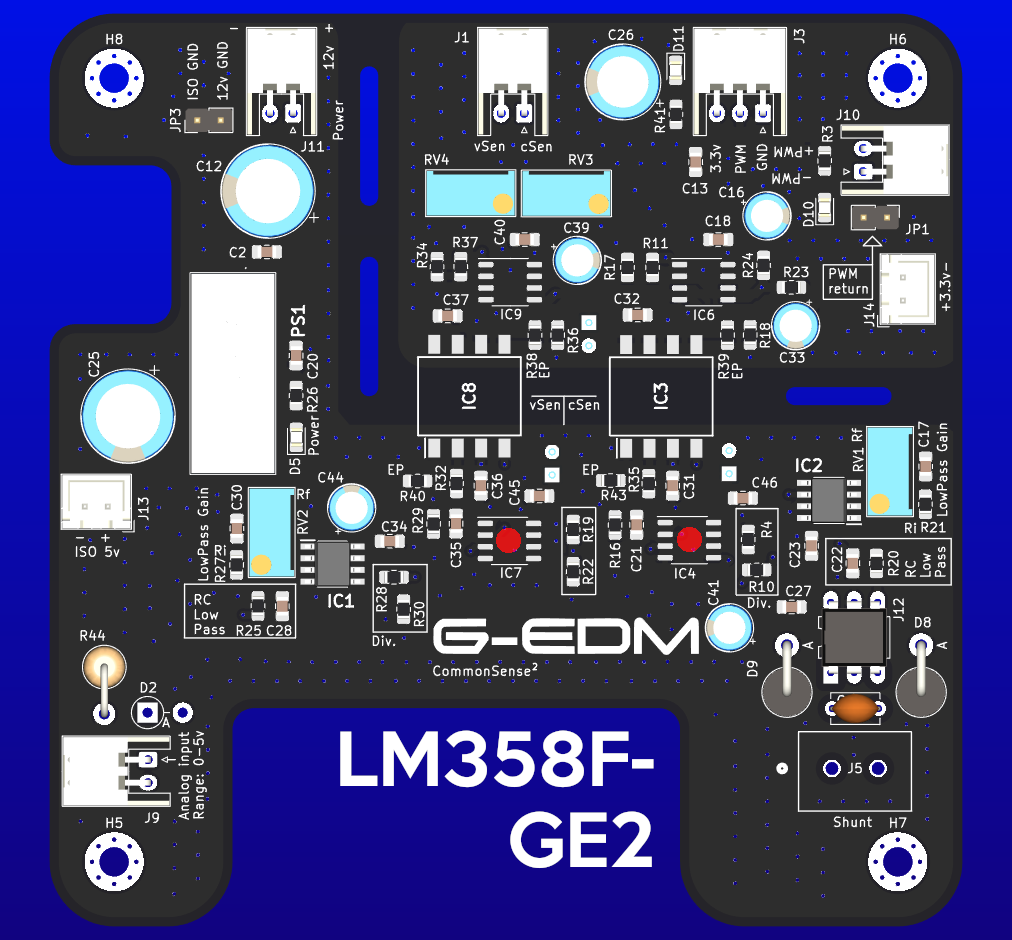 H8
ISO GND
12v GND
JP3
-
+
12v
Power
J11
J1
vSen
cSen
C26
D11
R41
+
J3
3.3v
PWM
GND
H6
J10
R3
PWM+
PWM-
D10
JP1
C12
+
C2
RV4
RV3
C13
C16
C40
C39
C18
R34
R37
R17
R11
R24
R23
PWM
return
J14
+3.3v-
IC9
IC6
C37
C32
R38
EP
R36
R39
EP
R18
C33
PS1
C20
R26
Power
D5
C25
+
IC8
IC3
vSen
cSen
J13
- +
ISO 5v
C30
LowPass Gain
Rf
RV2
Ri
R27
C44
EP
R40
R32
C36
C45
EP
R43
R35
C31
C46
IC2
RV1
Rf
C17
LowPass Gain
Ri
R21
C34
R29
C35
IC7
R19
R22
R16
C21
IC4
R4
R10
Div.
C23
C22
R20
RC
Low
Pass
IC1
RC
Low
Pass
R25
C28
R28
R30
Div.
G-EDM
CommonSense²
C41
+
C27
J12
D9
A
D8
A
R44
D2
A
Analog input
Range: 0-5v
J9
J5
Shunt
H5
H7
LM358F-
GE2